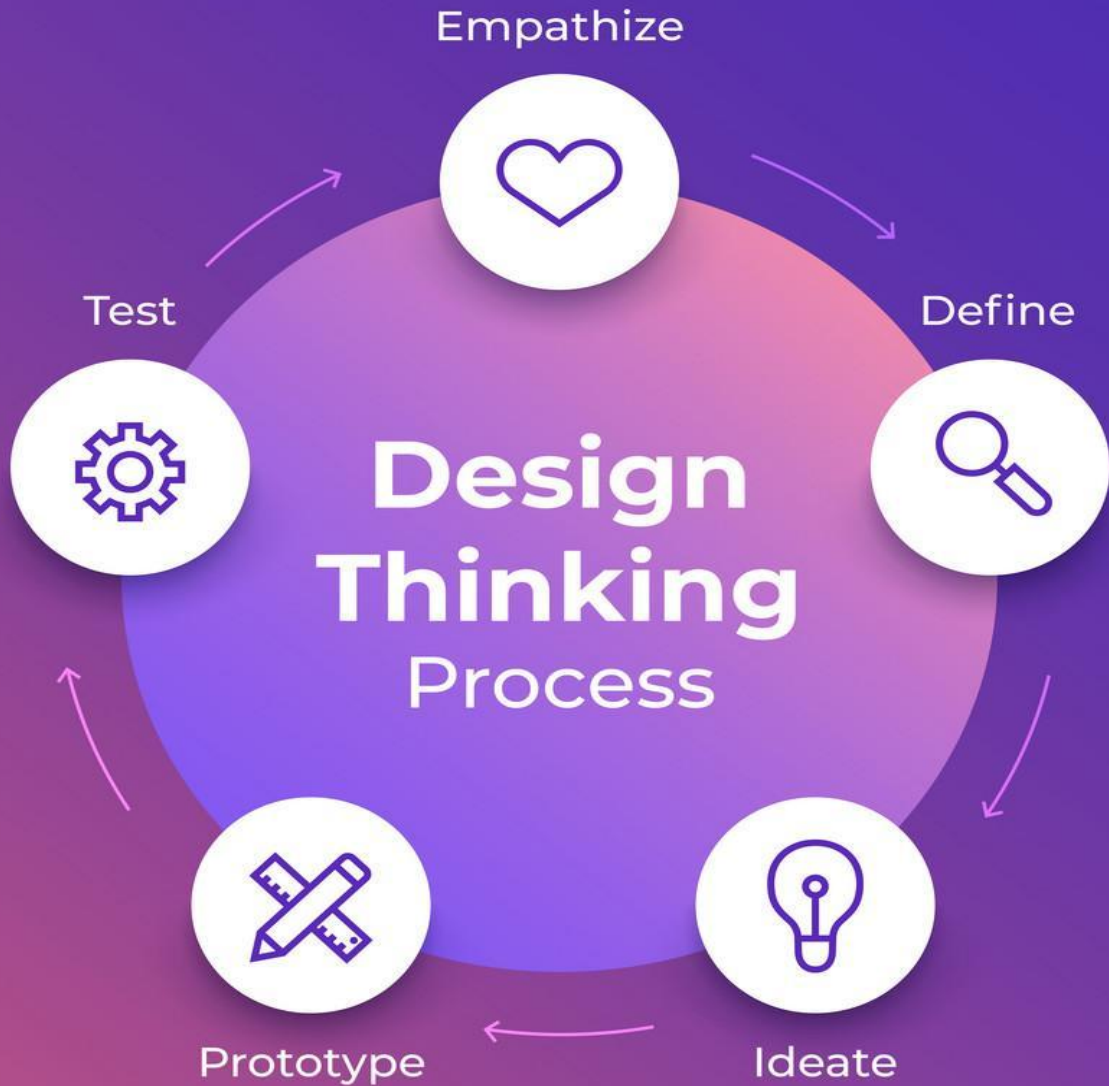 Empathize
Test
Define
Design
Thinking
Process
Prototype
Ideate